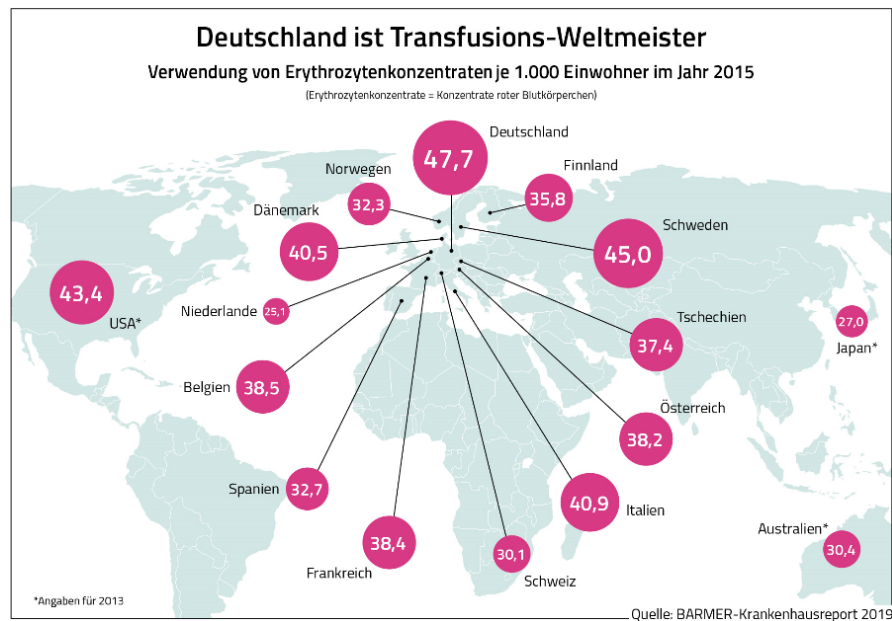 Deutschland ist Transfusions-Weltmeister
Verwendung von Erythrozytenkonzentraten je 1.000 Einwohner im Jahr 2015
(Erythrozytenkonzentrate = Konzentrate roter Blutkörperchen)
Deutschland
47,7
Norwegen
32,3
Finnland
35,8
Dänemark
40,5
Schweden
45,0
43,4
USA*
Niederlande
25,1
27,0
Japan*
Tschechien
37,4
Belgien
38,5
Österreich
38,2
Spanien
32,7
40,9
Italien
38,4
Frankreich
30,1
Schweiz
Australien*
30,4
*Angaben für 2013
Quelle: BARMER-Krankenhausreport 2019